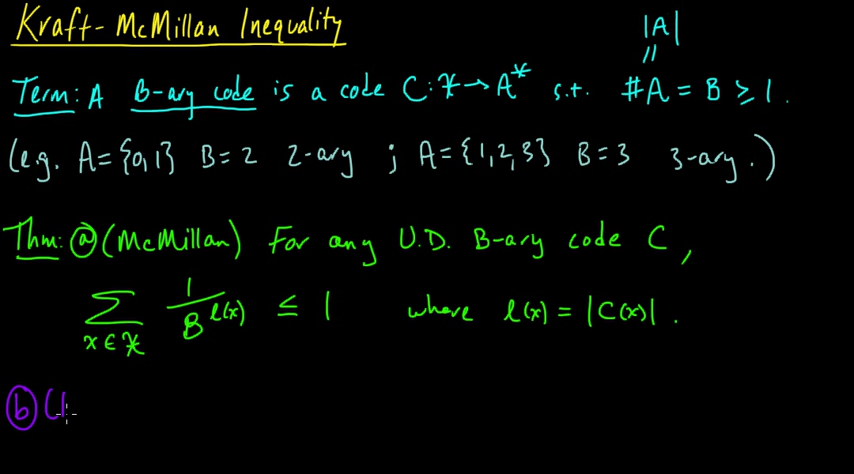 Kraft-McMillan Inequality
|A|
||
Term: A B-ary code is a code C: 𝒳 → A* s.t. #A = B ≥ 1.
(e.g. A = {0,1} B = 2 2-ary ; A = {1,2,3} B = 3 3-ary.)
Thm: ⓐ (McMillan) For any U.D. B-ary code C,
∑_{x ∈ 𝒳} 1/B^{l(x)} ≤ 1 where l(x) = |C(x)|.
ⓑ (